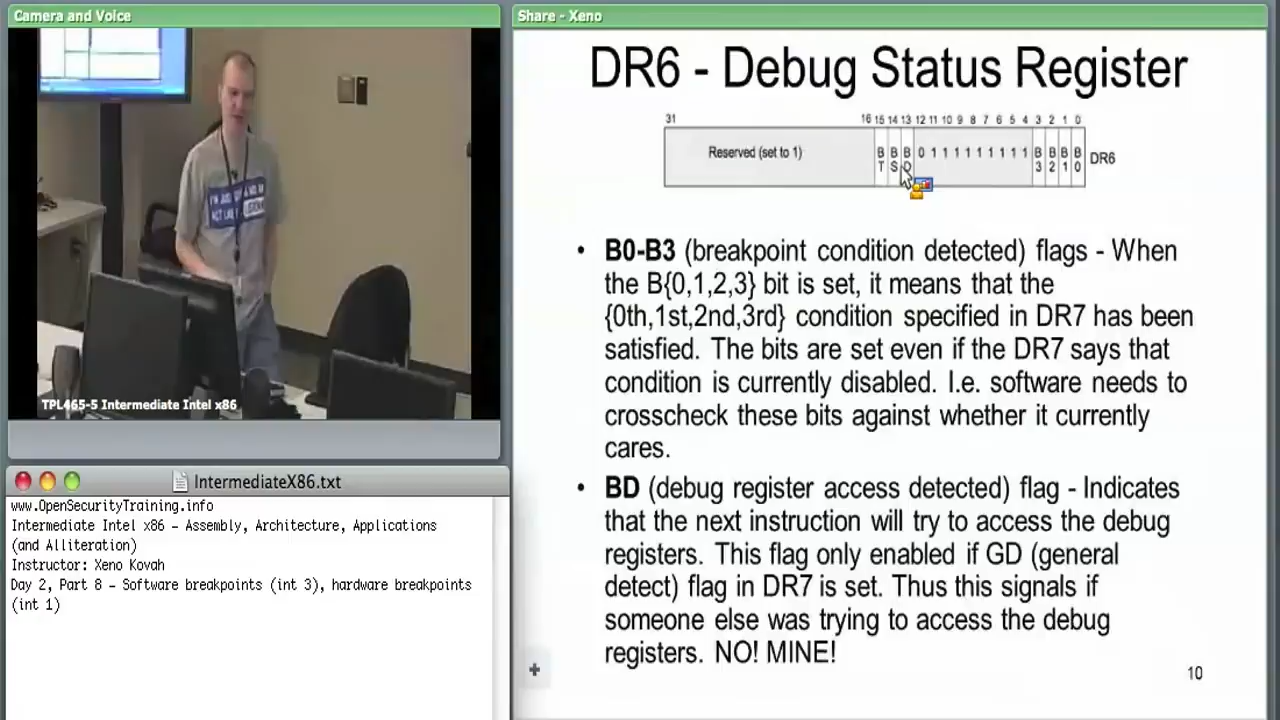 Camera and Voice
TPL465-5 Intermediate Intel x86
IntermediateX86.txt
www.OpenSecurityTraining.info
Intermediate Intel x86 – Assembly, Architecture, Applications
(and Alliteration)
Instructor: Xeno Kovah
Day 2, Part 8 – Software breakpoints (int 3), hardware breakpoints
(int 1)
Share - Xeno
DR6 - Debug Status Register
31 16 15 14 13 12 11 10 9 8 7 6 5 4 3 2 1 0
Reserved (set to 1) B B B 0 1 1 1 1 1 1 1 1 B B B B DR6
T S 3 2 1 0
• B0-B3 (breakpoint condition detected) flags - When
the B{0,1,2,3} bit is set, it means that the
{0th,1st,2nd,3rd} condition specified in DR7 has been
satisfied. The bits are set even if the DR7 says that
condition is currently disabled. I.e. software needs to
crosscheck these bits against whether it currently
cares.
• BD (debug register access detected) flag - Indicates
that the next instruction will try to access the debug
registers. This flag only enabled if GD (general
detect) flag in DR7 is set. Thus this signals if
someone else was trying to access the debug
registers. NO! MINE!
10